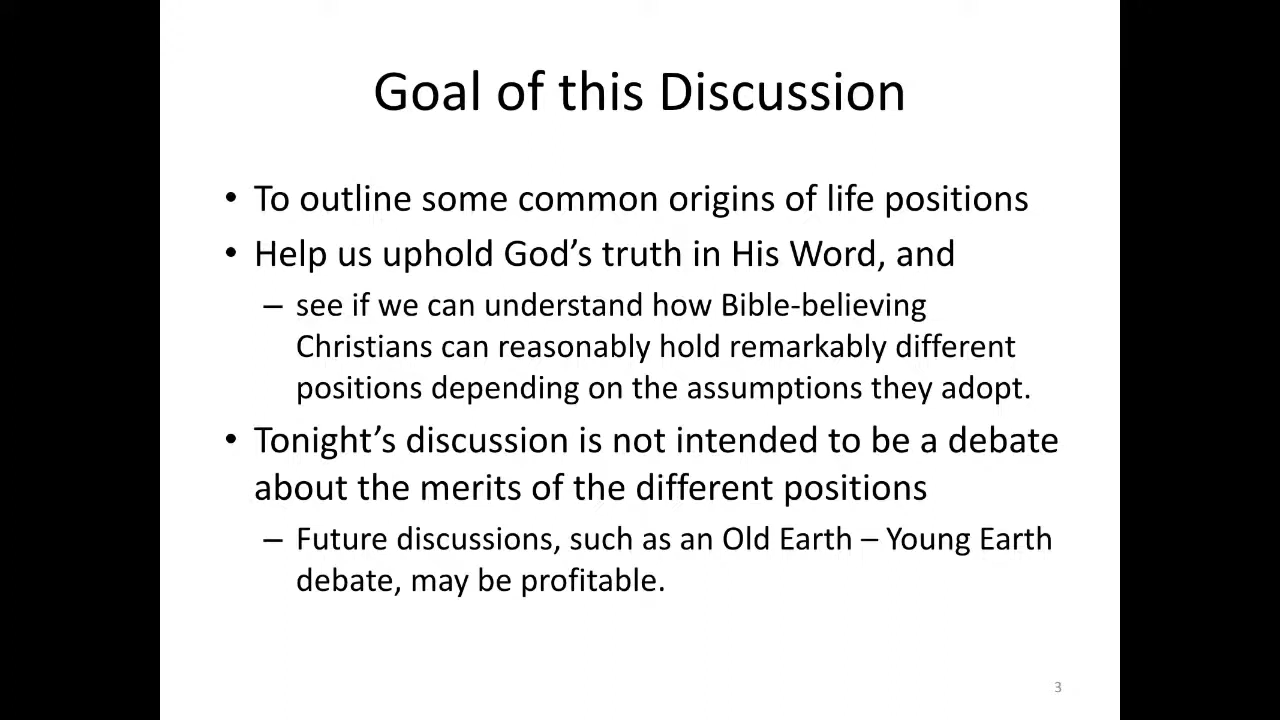 Goal of this Discussion
• To outline some common origins of life positions
• Help us uphold God’s truth in His Word, and
– see if we can understand how Bible-believing
Christians can reasonably hold remarkably different
positions depending on the assumptions they adopt.
• Tonight’s discussion is not intended to be a debate
about the merits of the different positions
– Future discussions, such as an Old Earth – Young Earth
debate, may be profitable.
3